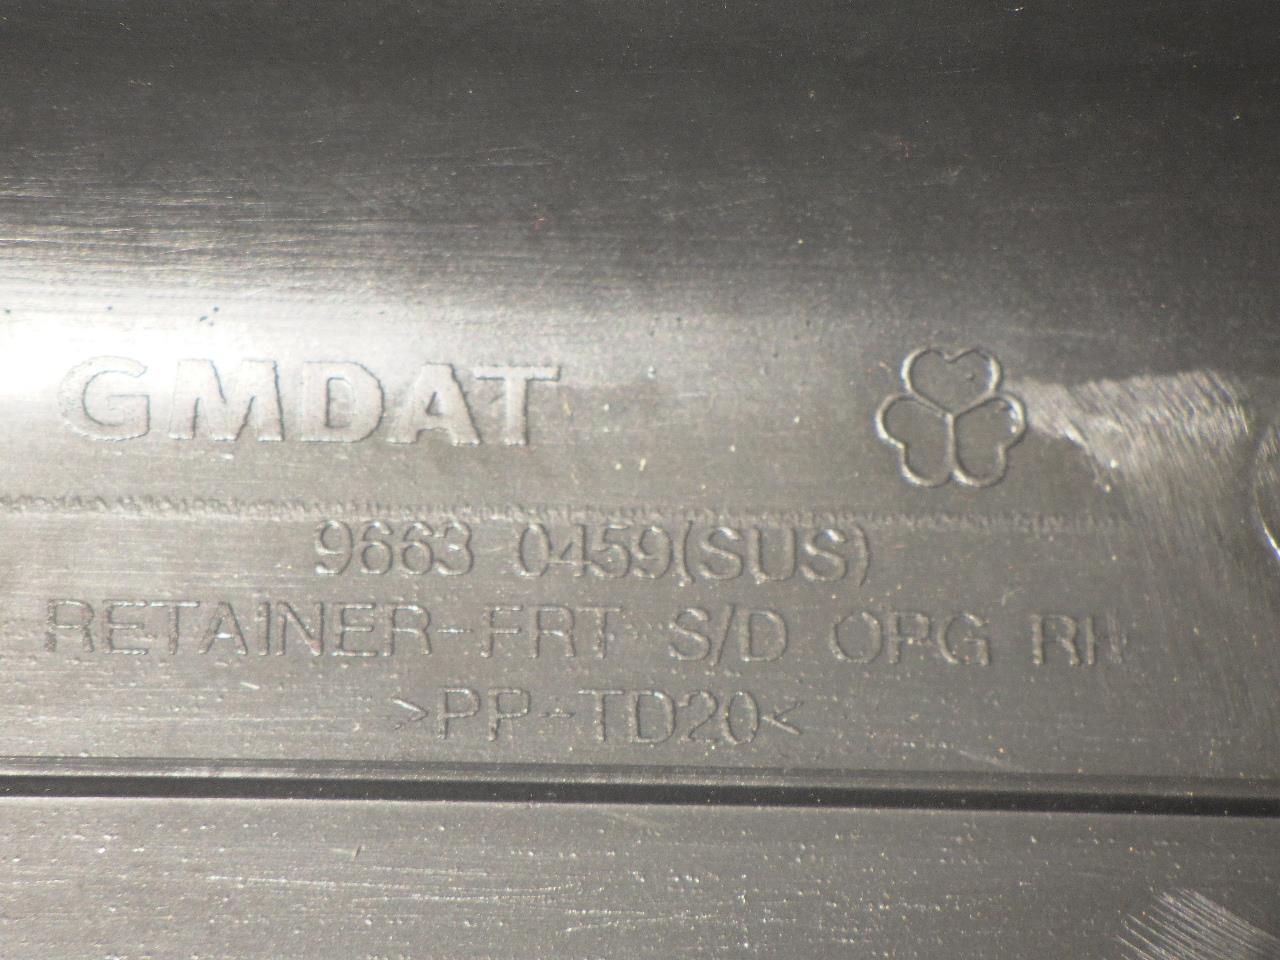 GMDAT
9663 0459(SUS)
RETAINER-FRT S/D OPG RH
>PP-TD20<